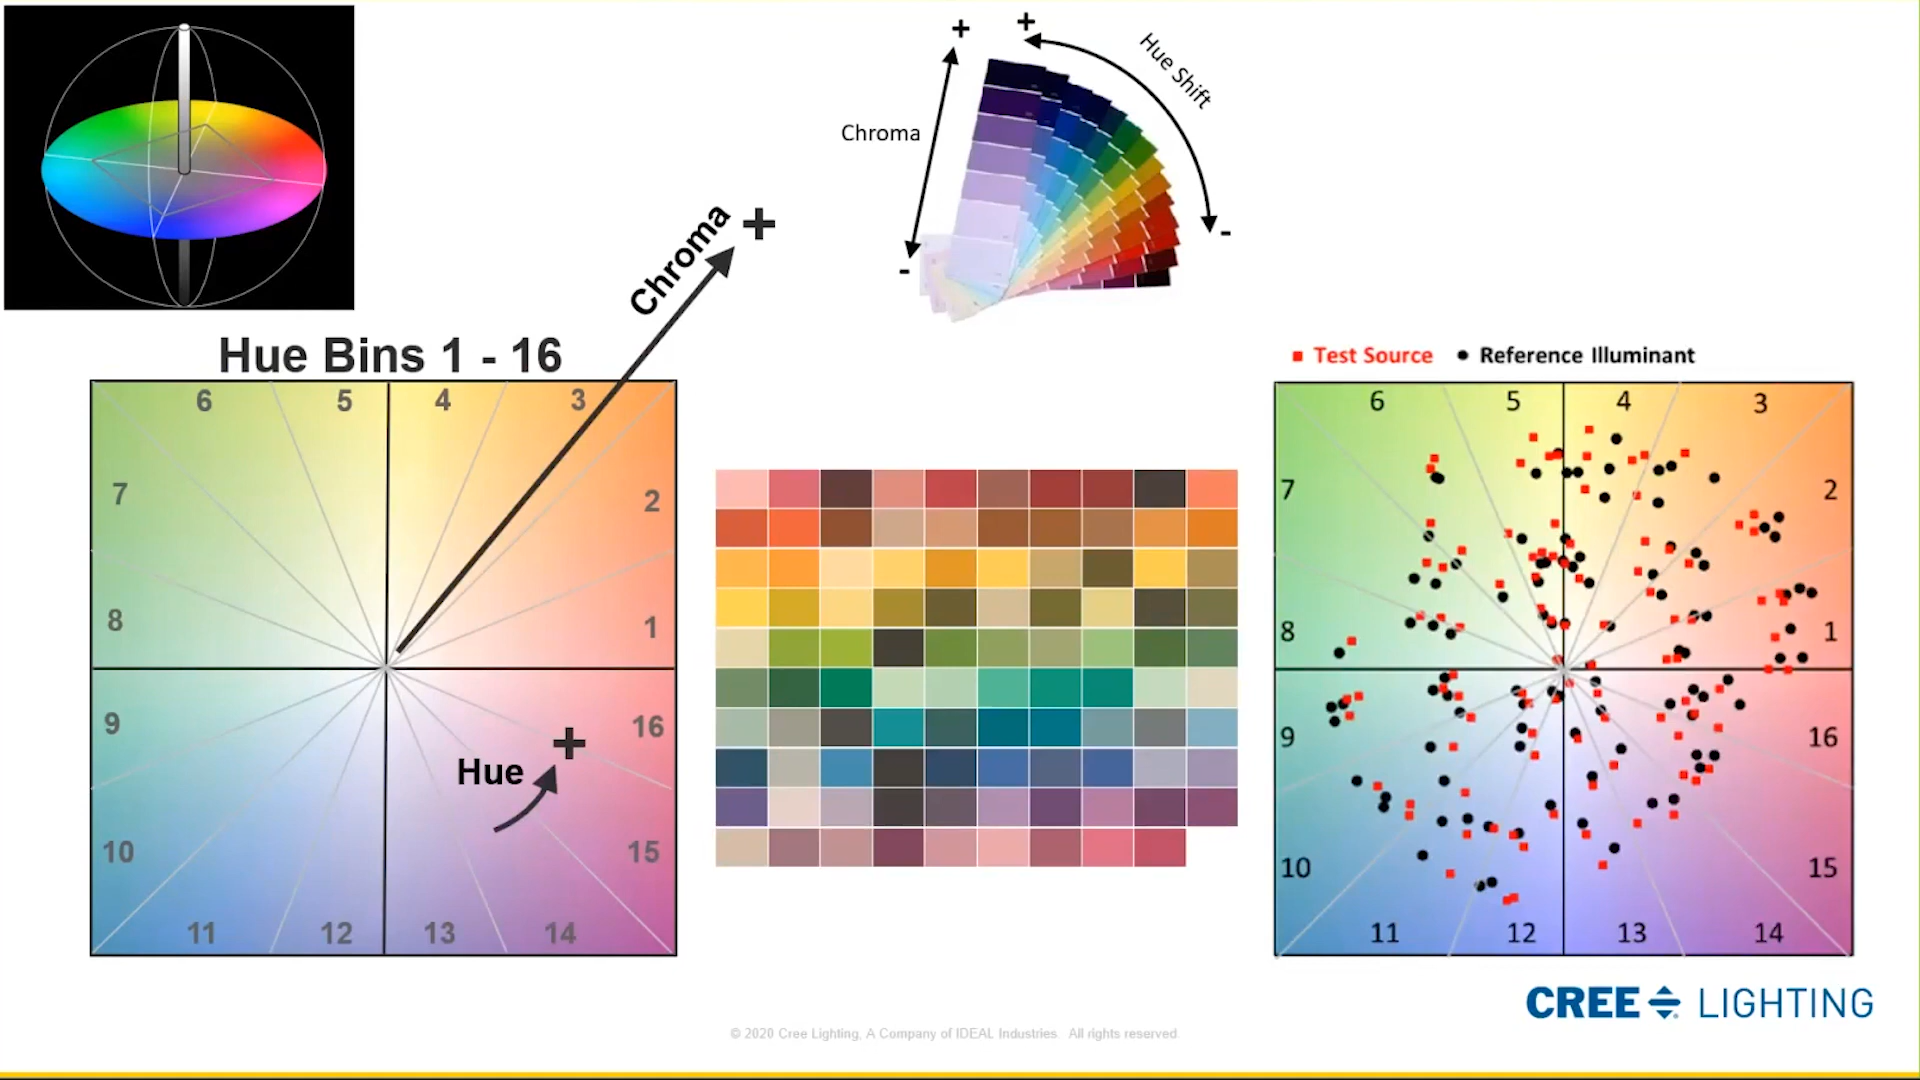 + +
Hue Shift
Chroma
- -
Chroma +
Hue Bins 1 - 16
6 5 4 3
7 2
8 1
9 16
10 15
11 12 13 14
Hue +
Test Source Reference Illuminant
6 5 4 3
7 2
8 1
9 16
10 15
11 12 13 14
CREE LIGHTING
© 2020 Cree Lighting, A Company of IDEAL Industries. All rights reserved